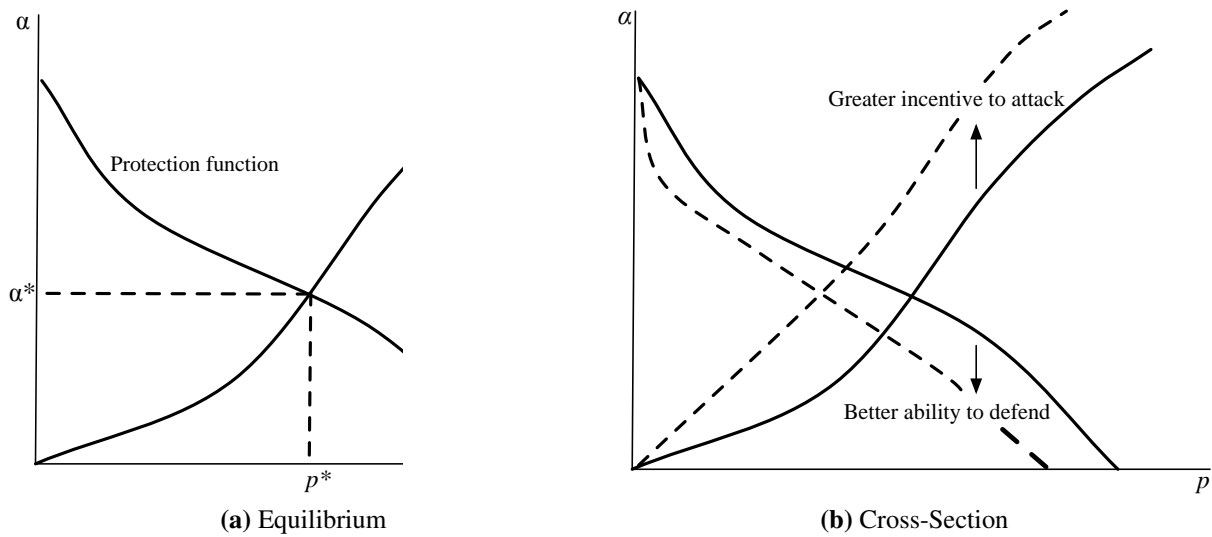 α
Protection function
α*
p*
(a) Equilibrium
α
Greater incentive to attack
Better ability to defend
p
(b) Cross-Section